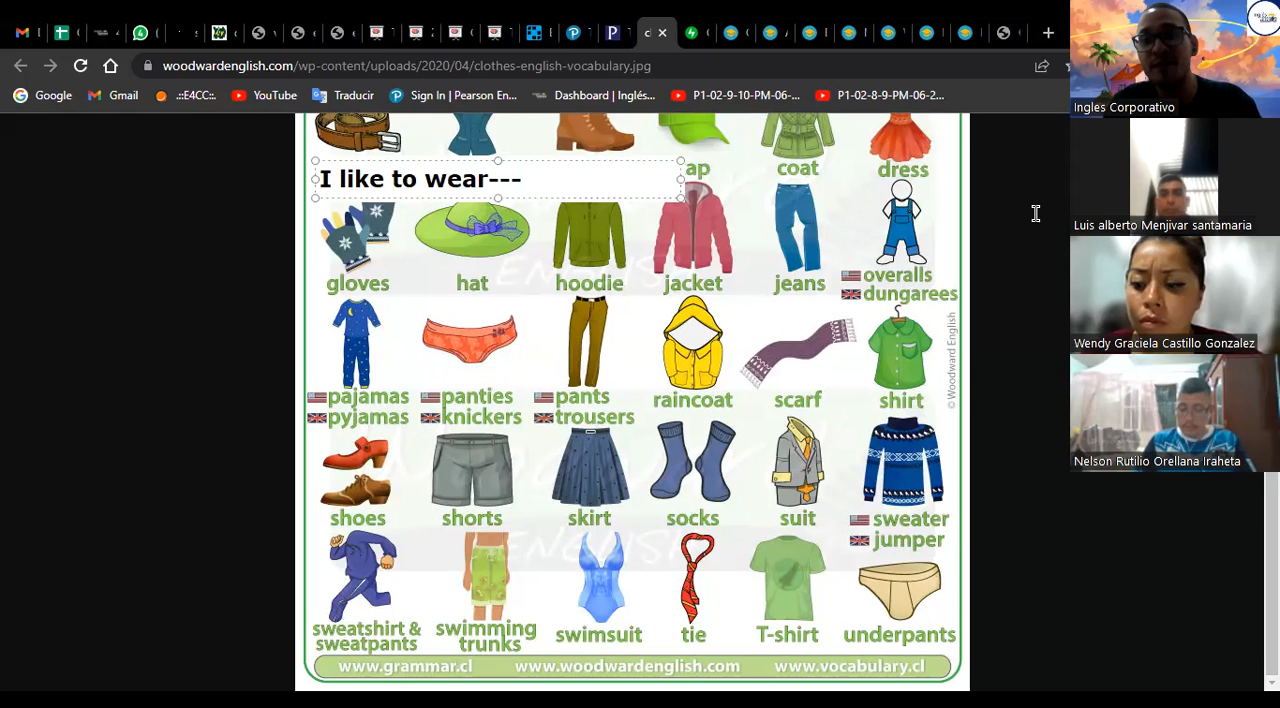 woodwardenglish.com/wp-content/uploads/2020/04/clothes-english-vocabulary.jpg
Google Gmail .::E4CC::. YouTube Traducir Sign In | Pearson En... Dashboard | Inglés... P1-02-9-10-PM-06-... P1-02-8-9-PM-06-2...
Ingles Corporativo
Luis alberto Menjivar santamaria
Wendy Graciela Castillo Gonzalez
Nelson Rutilio Orellana Iraheta
ap coat dress
I like to wear---
gloves hat hoodie jacket jeans overalls
dungarees
pajamas panties pants raincoat scarf shirt
pyjamas knickers trousers
© Woodward English
shoes shorts skirt socks suit sweater
jumper
sweatshirt & swimming swimsuit tie T-shirt underpants
sweatpants trunks
www.grammar.cl www.woodwardenglish.com www.vocabulary.cl